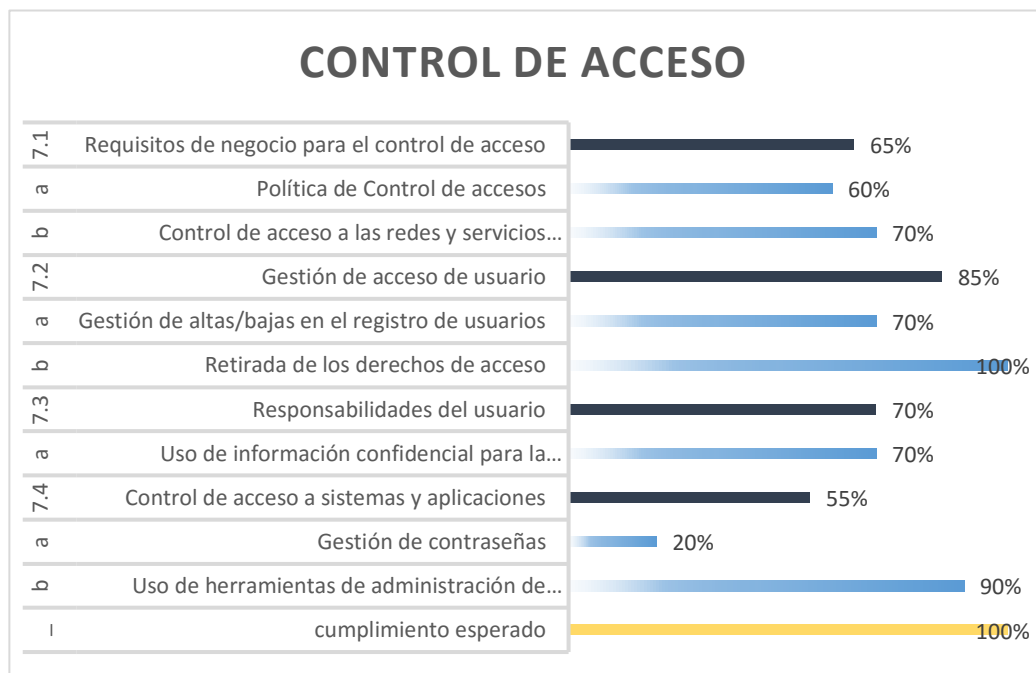 CONTROL DE ACCESO
7.1 Requisitos de negocio para el control de acceso 65%
a Política de Control de accesos 60%
b Control de acceso a las redes y servicios... 70%
7.2 Gestión de acceso de usuario 85%
a Gestión de altas/bajas en el registro de usuarios 70%
b Retirada de los derechos de acceso 100%
7.3 Responsabilidades del usuario 70%
a Uso de información confidencial para la... 70%
7.4 Control de acceso a sistemas y aplicaciones 55%
a Gestión de contraseñas 20%
b Uso de herramientas de administración de... 90%
– cumplimiento esperado 100%